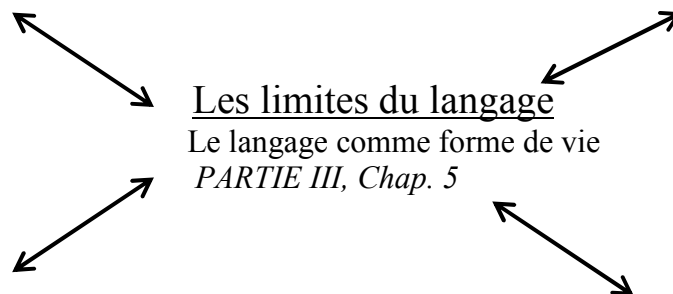 Les limites du langage
Le langage comme forme de vie
PARTIE III, Chap. 5